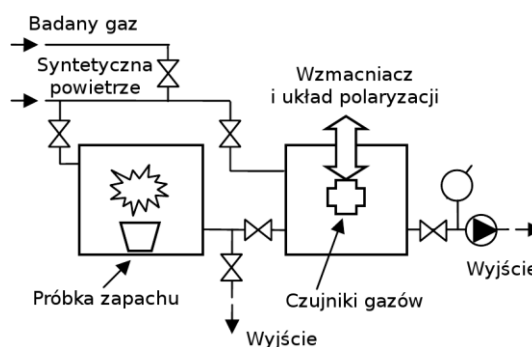 Badany gaz
Syntetyczna
powietrze
Wzmacniacz
i układ polaryzacji
Próbka zapachu
Wyjście
Czujniki gazów
Wyjście